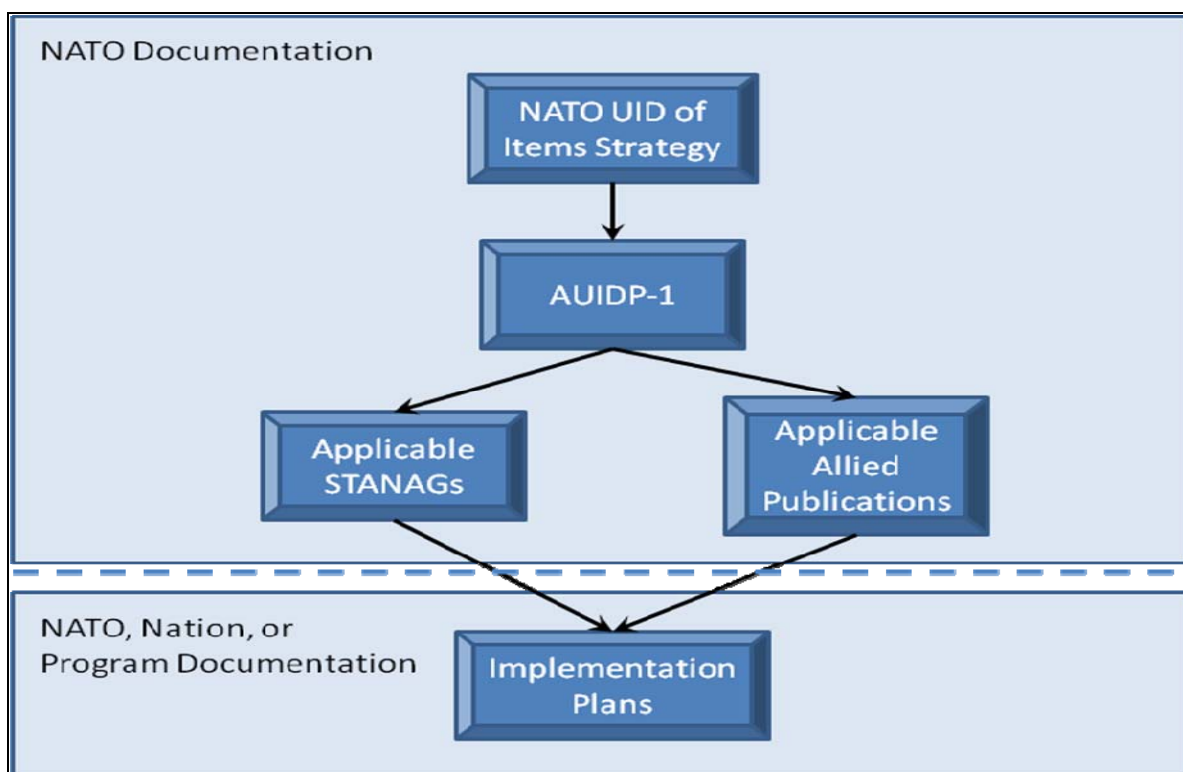 NATO Documentation
NATO UID of
Items Strategy
AUIDP-1
Applicable
STANAGs
Applicable
Allied
Publications
NATO, Nation, or
Program Documentation
Implementation
Plans